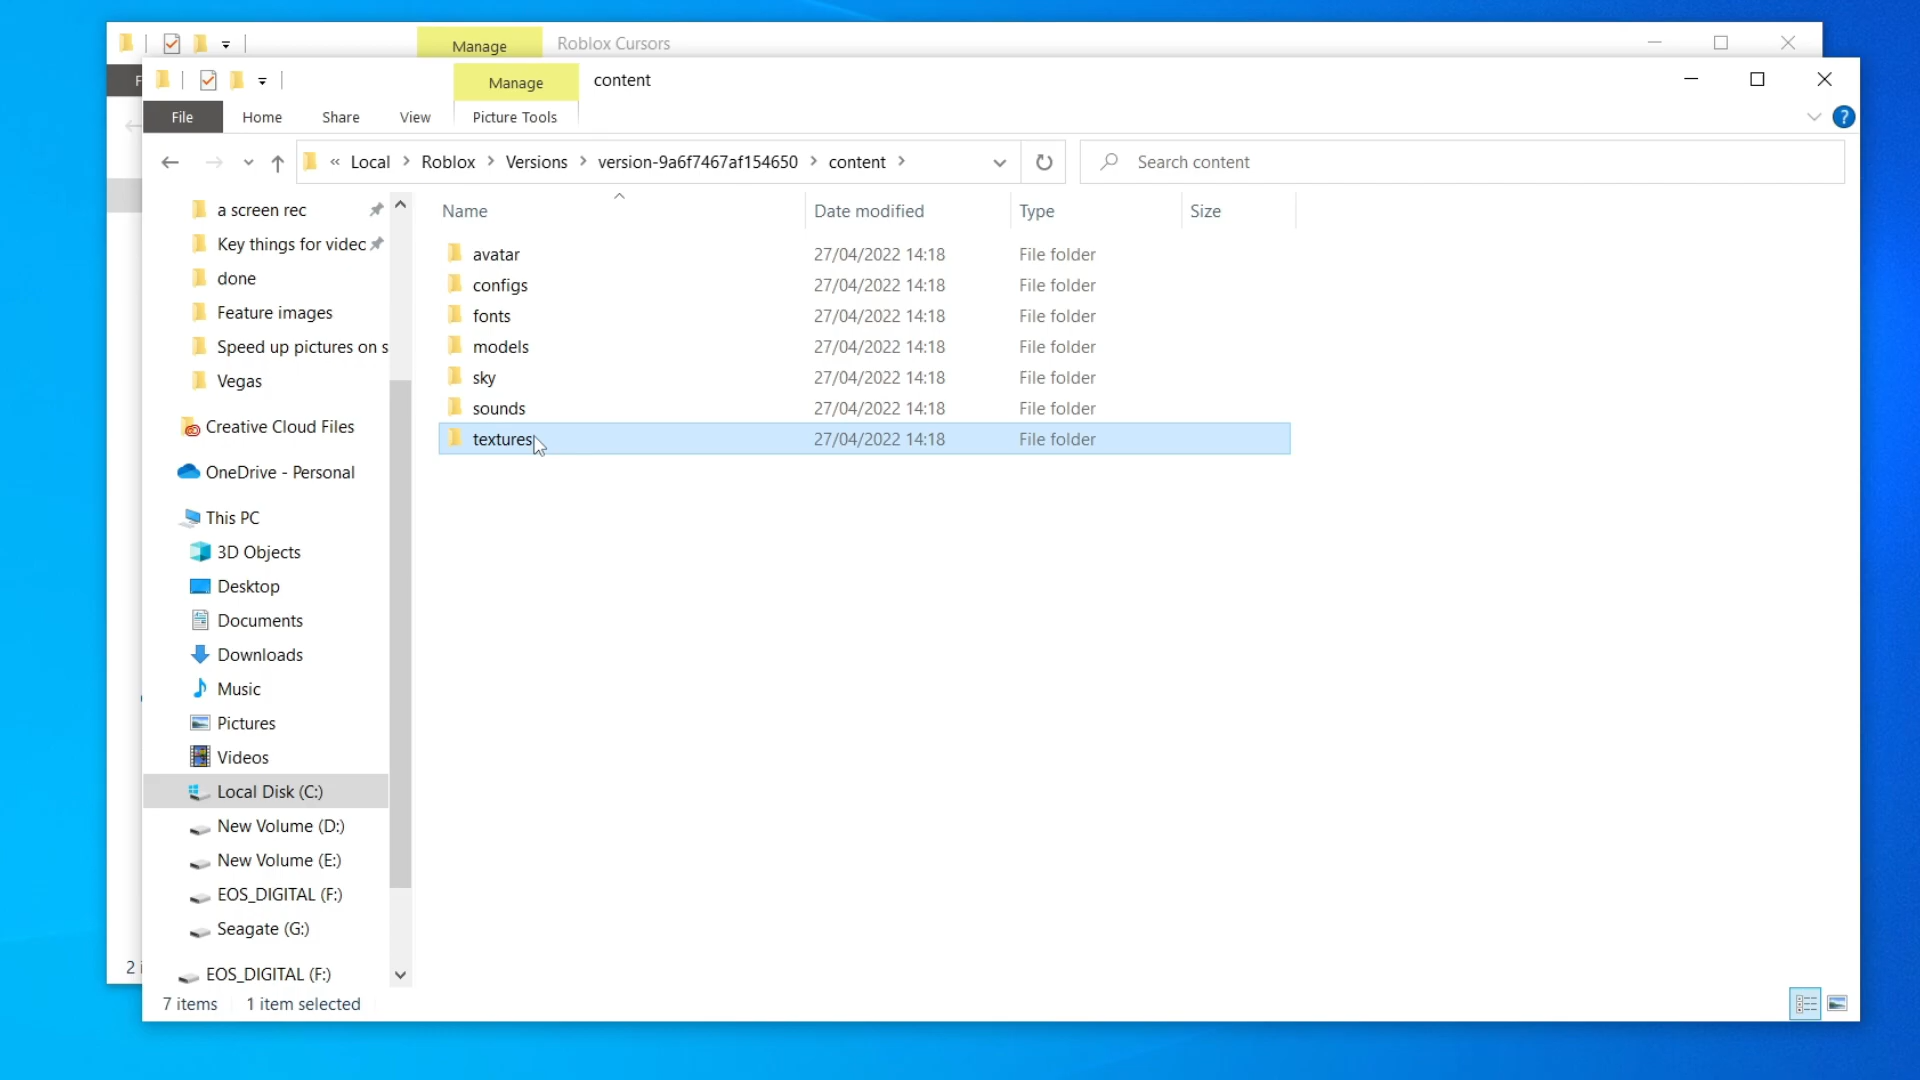 Manage
Roblox Cursors
Manage
content
File
Home
Share
View
Picture Tools
?
« Local > Roblox > Versions > version-9a6f7467af154650 > content >
Search content
a screen rec
Key things for videc
done
Feature images
Speed up pictures on s
Vegas
Creative Cloud Files
OneDrive - Personal
This PC
3D Objects
Desktop
Documents
Downloads
Music
Pictures
Videos
Local Disk (C:)
New Volume (D:)
New Volume (E:)
EOS_DIGITAL (F:)
Seagate (G:)
EOS_DIGITAL (F:)
Name Date modified Type Size
avatar 27/04/2022 14:18 File folder
configs 27/04/2022 14:18 File folder
fonts 27/04/2022 14:18 File folder
models 27/04/2022 14:18 File folder
sky 27/04/2022 14:18 File folder
sounds 27/04/2022 14:18 File folder
textures 27/04/2022 14:18 File folder
2 i
7 items 1 item selected